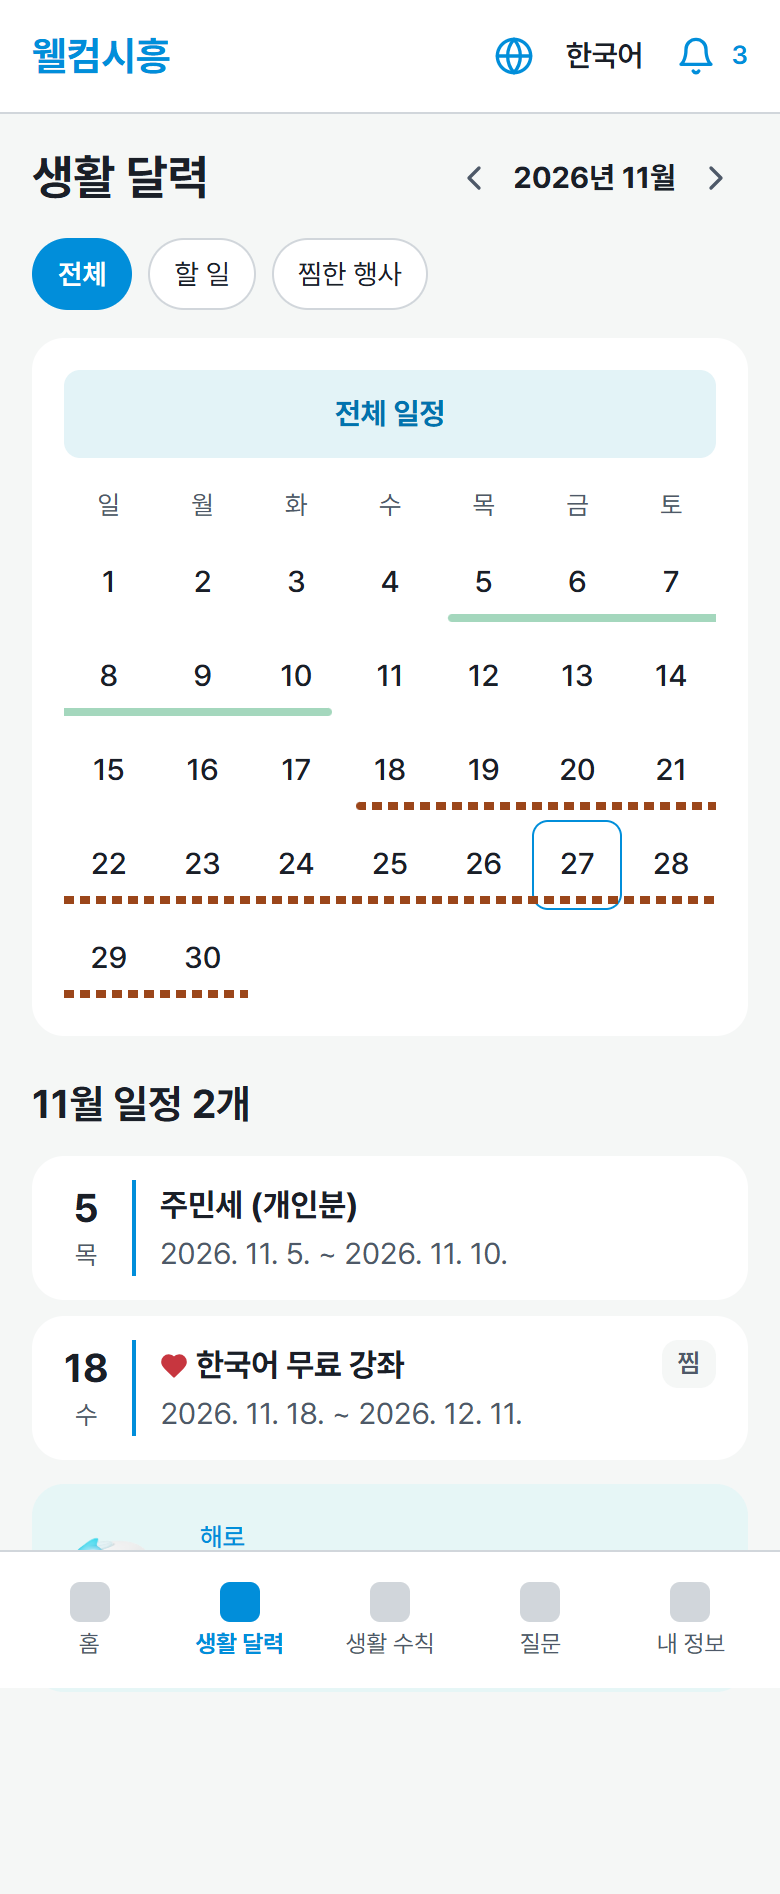 웰컴시흥
한국어 3
생활 달력
2026년 11월
전체 할 일 찜한 행사
전체 일정
일 월 화 수 목 금 토
1 2 3 4 5 6 7
8 9 10 11 12 13 14
15 16 17 18 19 20 21
22 23 24 25 26 27 28
29 30
11월 일정 2개
5 목
주민세 (개인분)
2026. 11. 5. ~ 2026. 11. 10.
18 수
한국어 무료 강좌 찜
2026. 11. 18. ~ 2026. 12. 11.
해로
홈 생활 달력 생활 수칙 질문 내 정보